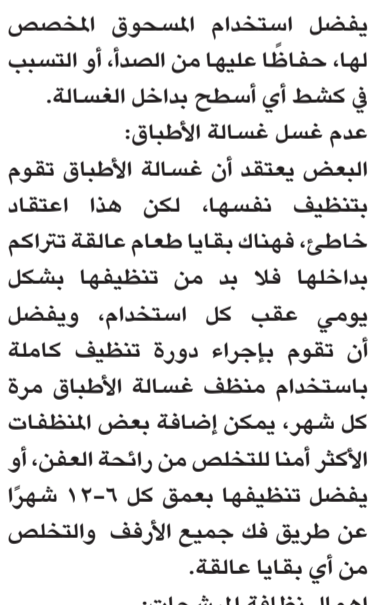 يفضل استخدام المسحوق المخصص
لها، حفاظًا عليها من الصدأ، أو التسبب
في كشط أي أسطح بداخل الغسالة.
عدم غسل غسالة الأطباق:
البعض يعتقد أن غسالة الأطباق تقوم
بتنظيف نفسها، لكن هذا اعتقاد
خاطئ، فهناك بقايا طعام عالقة تتراكم
بداخلها فلا بد من تنظيفها بشكل
يومي عقب كل استخدام، ويفضل
أن تقوم بإجراء دورة تنظيف كاملة
باستخدام منظف غسالة الأطباق مرة
كل شهر، يمكن إضافة بعض المنظفات
الأكثر أمنا للتخلص من رائحة العفن، أو
يفضل تنظيفها بعمق كل ٦-١٢ شهرًا
عن طريق فك جميع الأرفف والتخلص
من أي بقايا عالقة.
إهمال نظافة المرشحات: